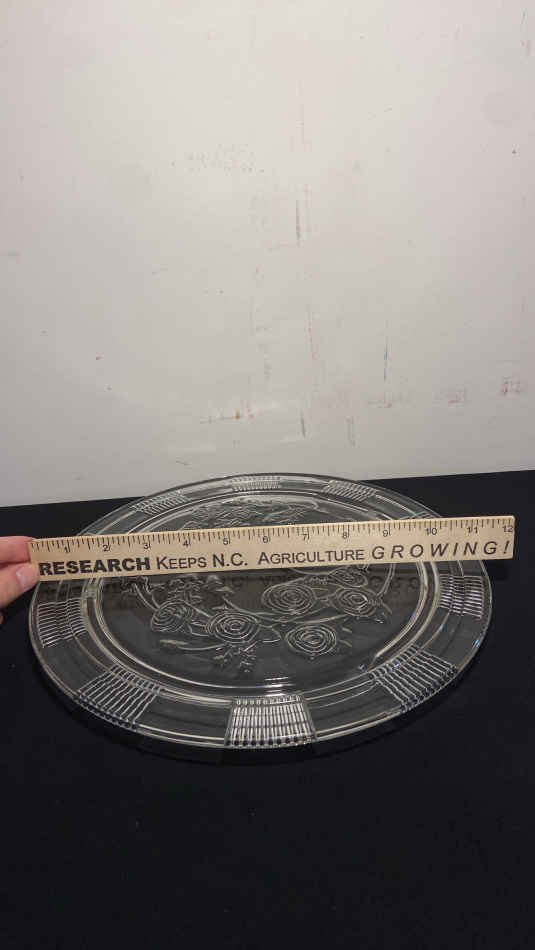 1 2 3 4 5 6 7 8 9 10 11 12
RESEARCH KEEPS N.C. AGRICULTURE GROWING!